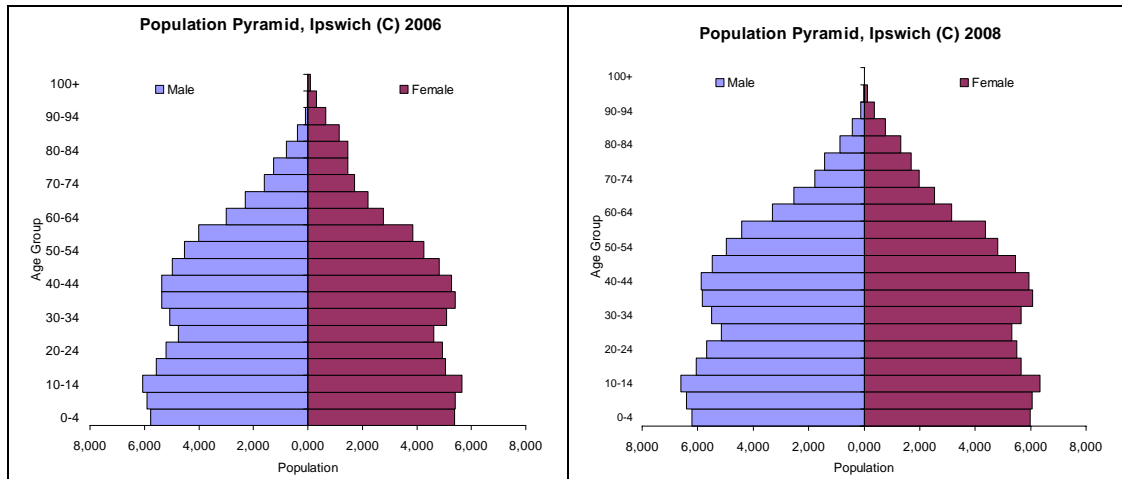 Population Pyramid, Ipswich (C) 2006
Male
Female
Age Group
100+
90-94
80-84
70-74
60-64
50-54
40-44
30-34
20-24
10-14
0-4
8,000 6,000 4,000 2,000 0,000 2,000 4,000 6,000 8,000
Population
Population Pyramid, Ipswich (C) 2008
Male
Female
Age Group
100+
90-94
80-84
70-74
60-64
50-54
40-44
30-34
20-24
10-14
0-4
8,000 6,000 4,000 2,000 0,000 2,000 4,000 6,000 8,000
Population